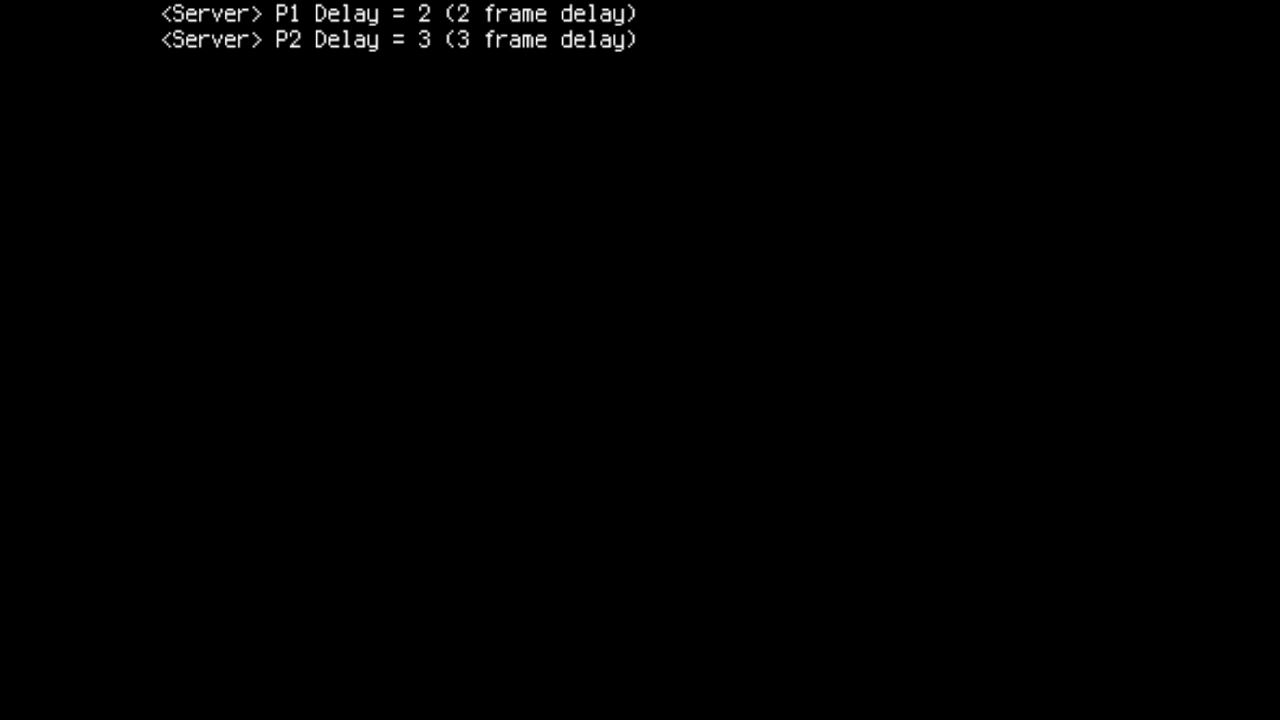 <Server> P1 Delay = 2 (2 frame delay)
<Server> P2 Delay = 3 (3 frame delay)